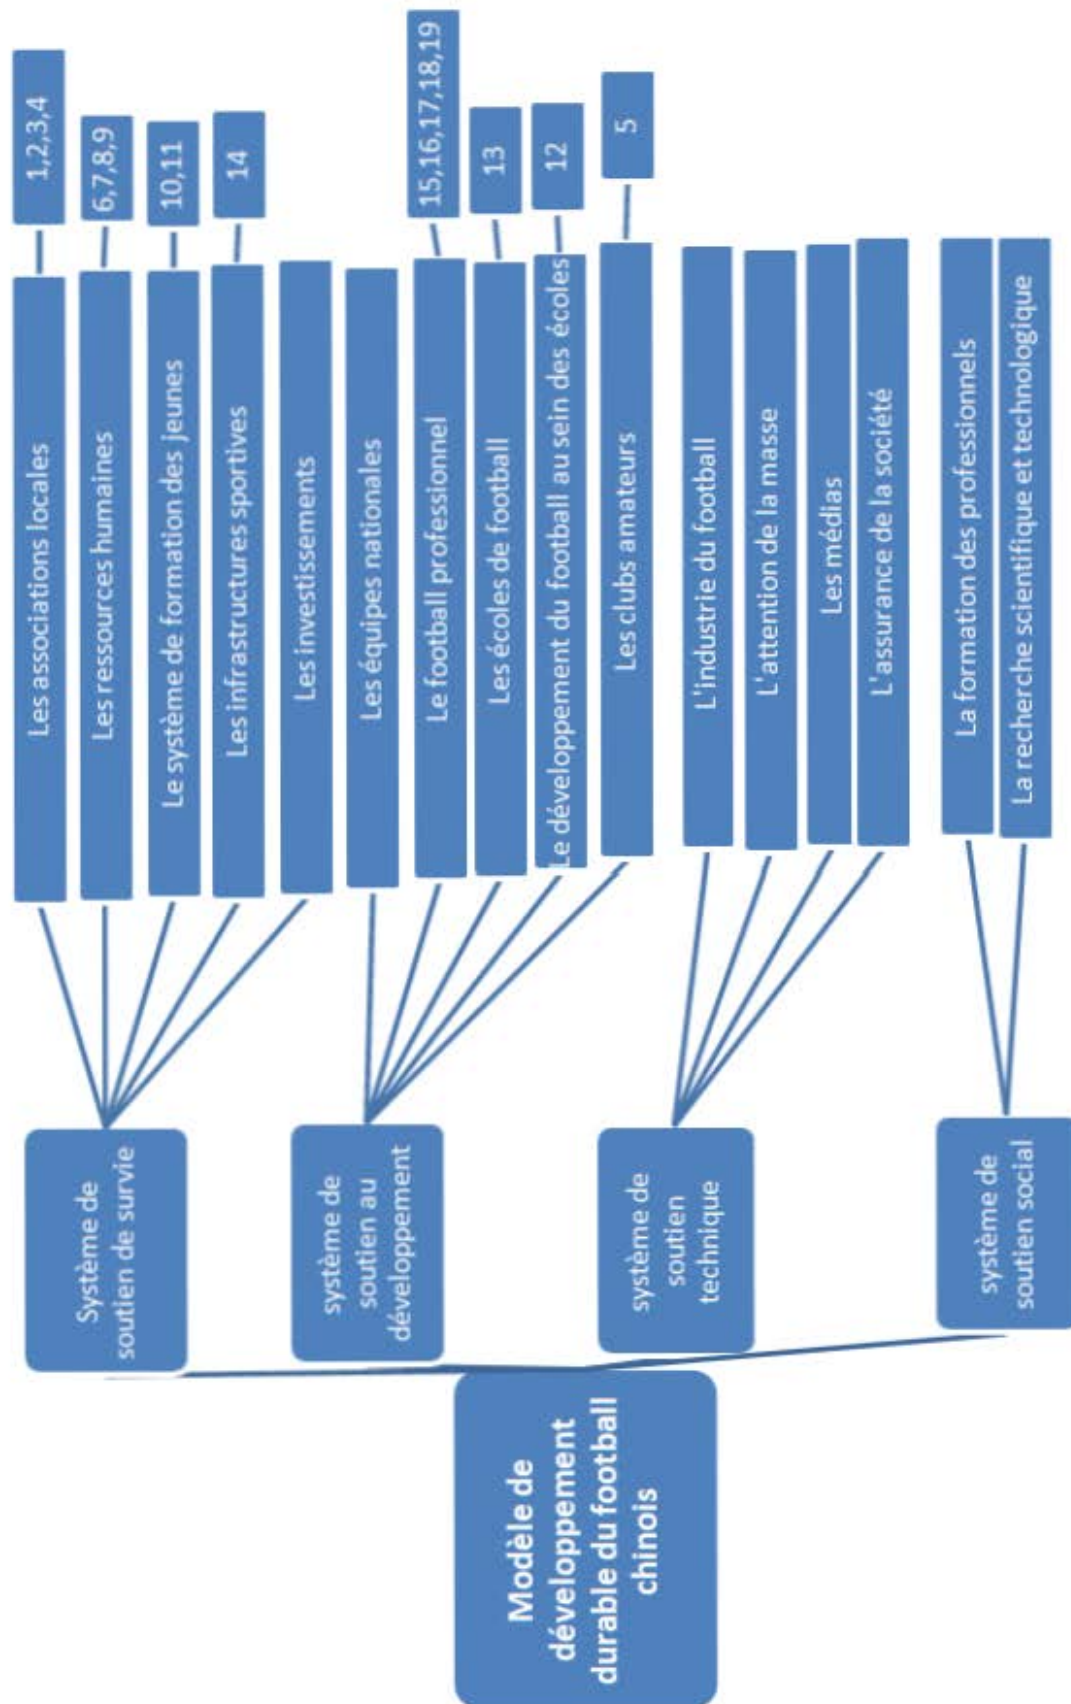 Modèle de
développement
durable du football
chinois
Système de
soutien de survie
Les associations locales
1,2,3,4
Les ressources humaines
6,7,8,9
Le système de formation des jeunes
10,11
Les infrastructures sportives
14
Les investissements
système de
soutien au
développement
Les équipes nationales
Le football professionnel
15,16,17,18,19
Les écoles de football
13
Le développement du football au sein des écoles
12
Les clubs amateurs
5
système de
soutien
technique
L'industrie du football
L'attention de la masse
Les médias
L'assurance de la société
système de
soutien social
La formation des professionnels
La recherche scientifique et technologique